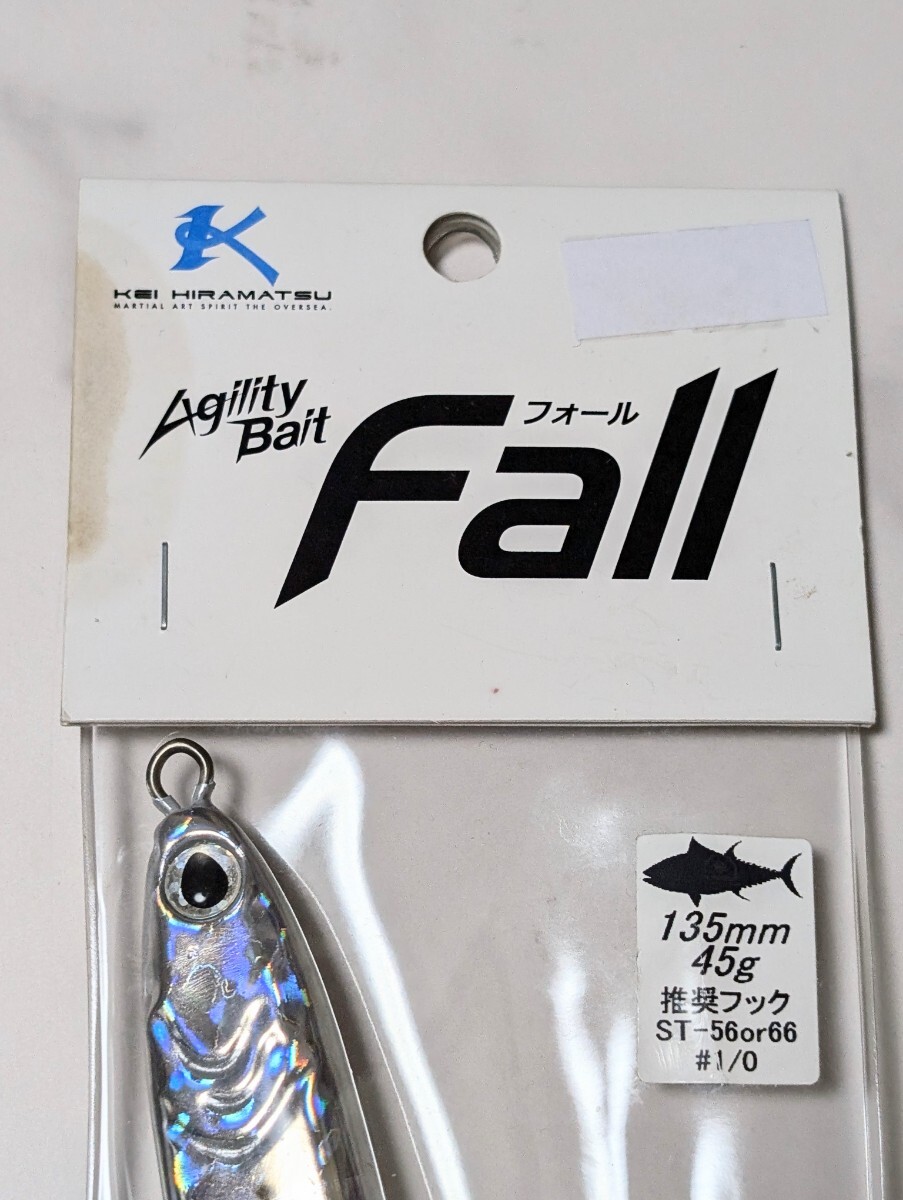 KEI HIRAMATSU
MARTIAL ART SPIRIT THE OVERSEA.
Agility
Bait
Fall
フォール
135mm
45g
推奨フック
ST-56or66
#1/0